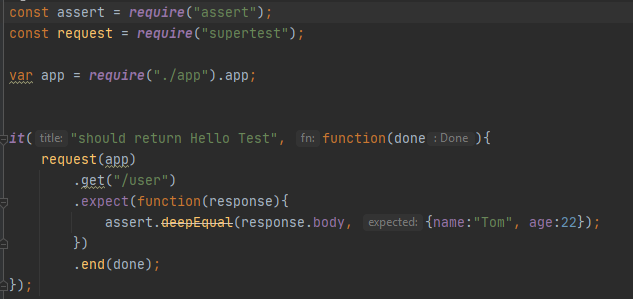 const assert = require("assert");
const request = require("supertest");
var app = require("./app").app;
it( title: "should return Hello Test", fn: function(done : Done ){
request(app)
.get("/user")
.expect(function(response){
assert.deepEqual(response.body, expected: {name:"Tom", age:22});
})
.end(done);
});